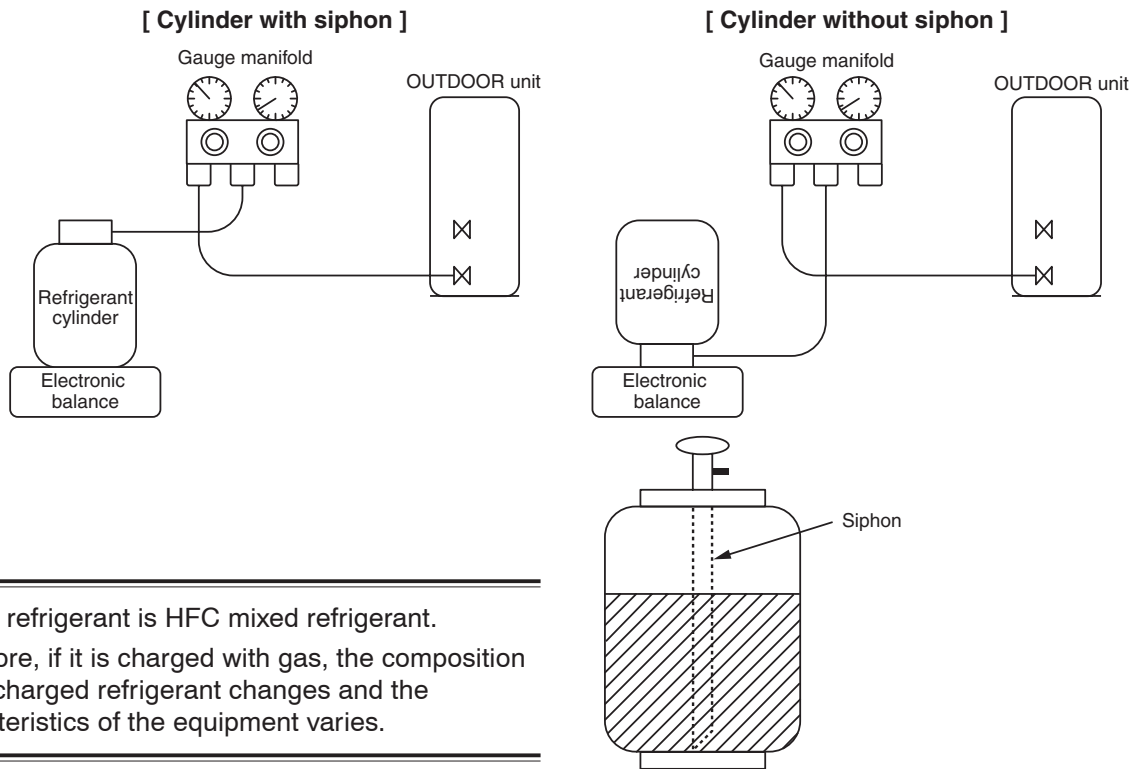 [ Cylinder with siphon ]
Gauge manifold
OUTDOOR unit
Refrigerant
cylinder
Electronic
balance
[ Cylinder without siphon ]
Gauge manifold
OUTDOOR unit
Refrigerant
cylinder
Electronic
balance
Siphon
refrigerant is HFC mixed refrigerant.
ore, if it is charged with gas, the composition
charged refrigerant changes and the
teristics of the equipment varies.